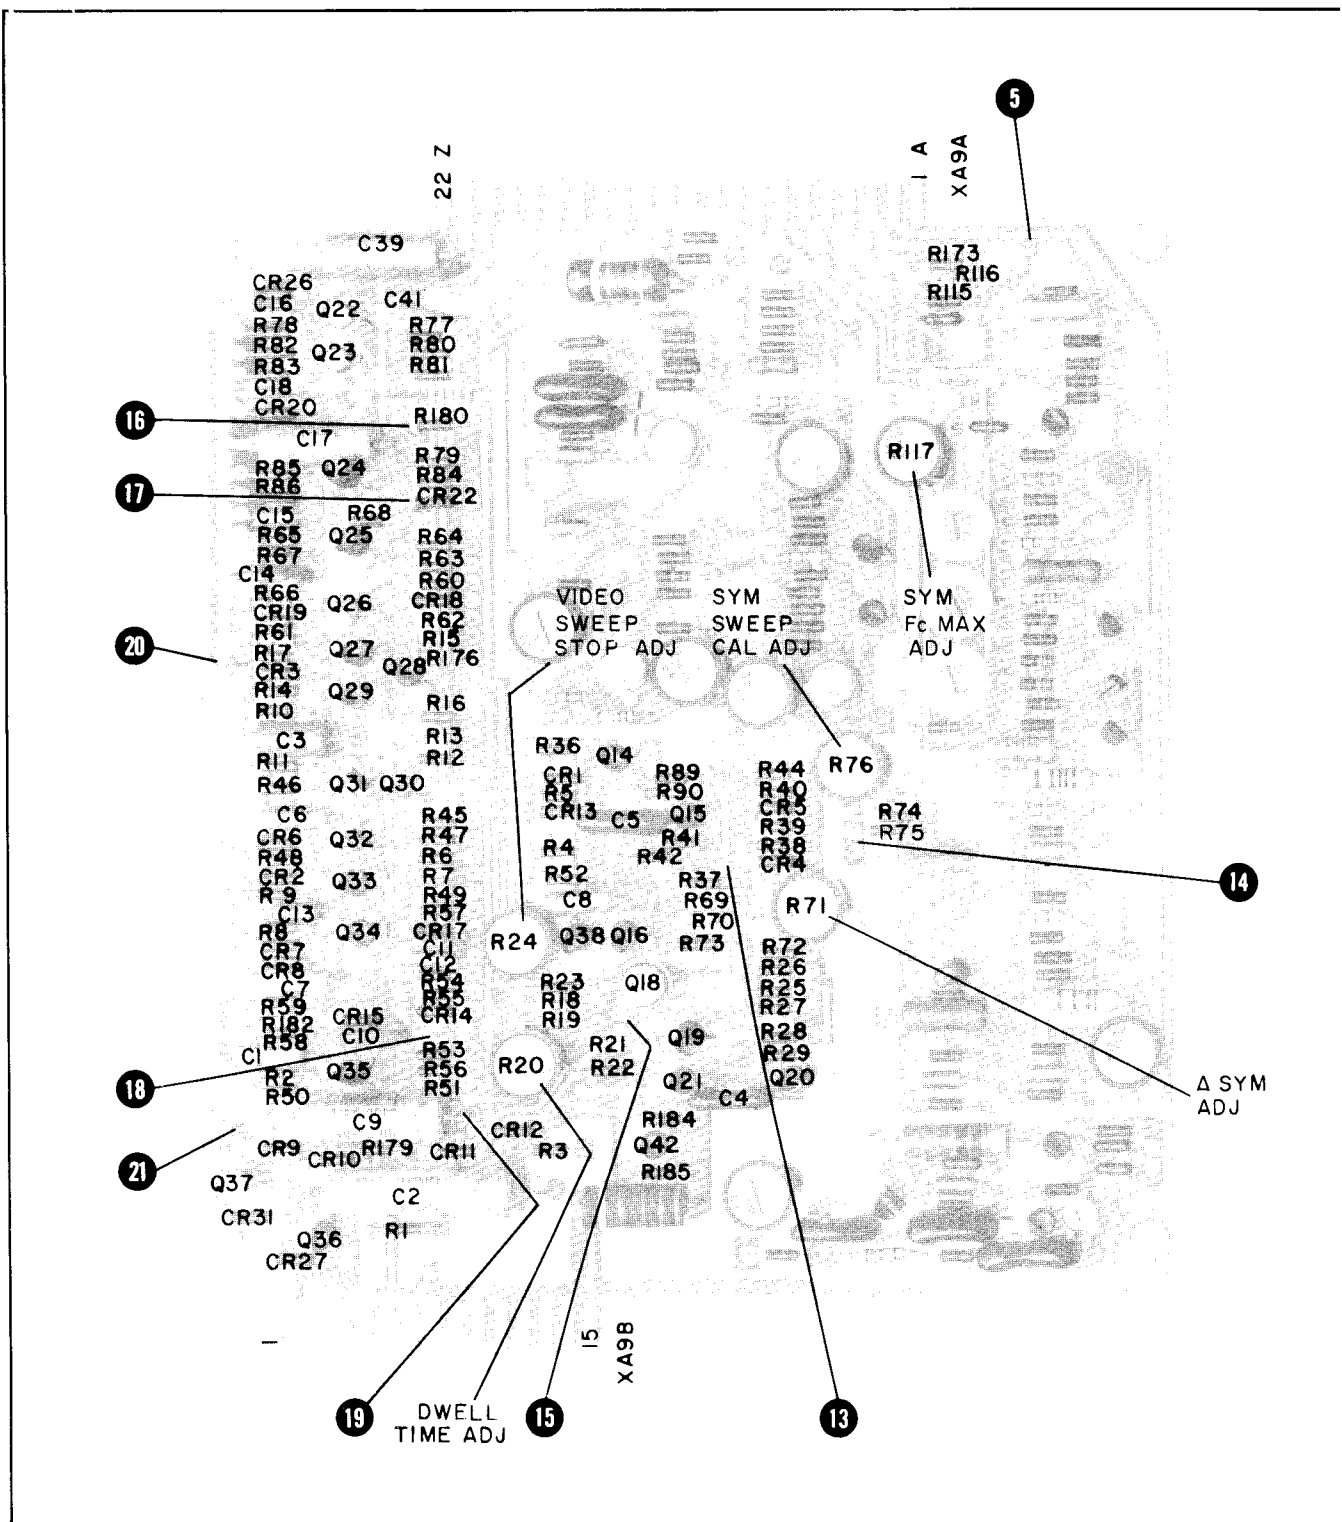 5
22 Z
1 A
XA9A
C39
R173
R116
R115
CR26
C16
Q22
C41
R78
R77
R82
Q23
R80
R83
R81
C18
CR20
16
R180
C17
R117
R79
R85
Q24
R84
R86
17
CR22
C15
R68
R65
Q25
R64
R67
R63
C14
R60
R66
Q26
CR18
CR19
R62
VIDEO
SWEEP
STOP ADJ
SYM
SWEEP
CAL ADJ
SYM
Fc MAX
ADJ
R61
R15
20
R17
Q27
R176
CR3
Q28
R14
Q29
R10
R16
C3
R13
R11
R12
R36
Q14
R46
Q31
Q30
CR1
R89
R44
R76
R5
R90
R40
C6
R45
CR13
C5
Q15
CR5
R74
CR6
Q32
R47
R41
R39
R75
R48
R6
R4
R42
R38
CR2
Q33
R7
CR4
14
R9
R49
R52
R37
C13
R57
C8
R69
R71
R8
Q34
CR17
R24
Q38
Q16
R70
CR7
C11
R73
R72
CR8
C12
R26
C7
R54
R23
Q18
R25
R59
R55
R18
R27
R182
CR15
CR14
R19
R58
C10
Q19
R28
C1
R53
R21
R29
18
R2
Q35
R56
R20
R22
Q21
Q20
R50
R51
C4
Δ SYM
ADJ
C9
R184
21
CR9
CR10
R179
CR11
CR12
R3
Q42
Q37
R185
CR31
C2
Q36
R1
CR27
1
15
XA9B
19
DWELL
TIME ADJ
15
13